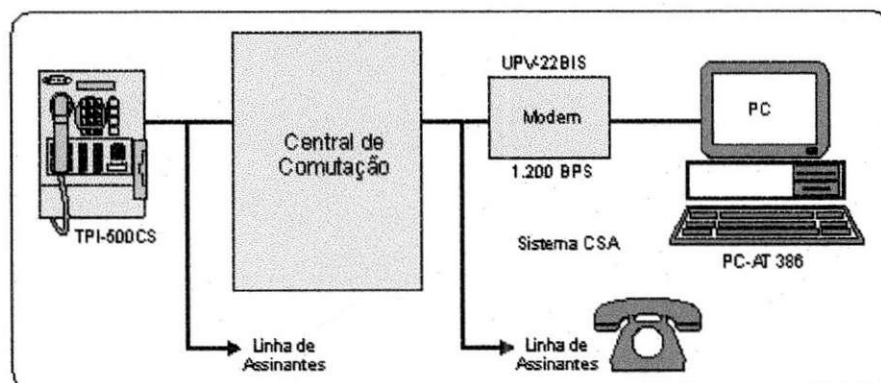 UPV-22BIS
Modem
1.200 BPS
PC
Central de
Comutação
TPI-500CS
Sistema CSA
PC-AT 386
Linha de
Assinantes
Linha de
Assinantes